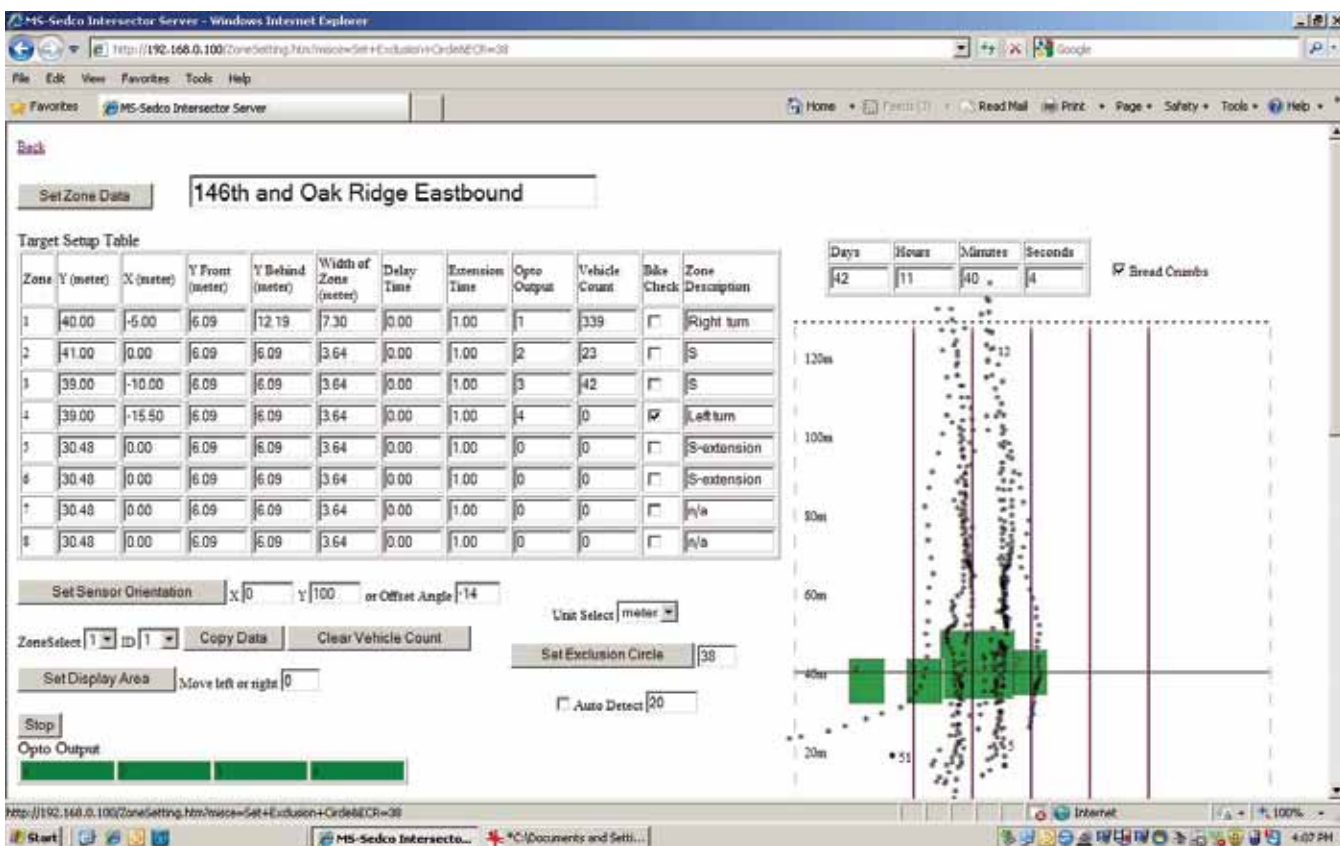 MS-Sedco Intersector Server - Windows Internet Explorer
http://192.168.0.100/ZoneSetting.htm?misce=Set+Exclusion+Circle&ECR=38
Google
File Edit View Favorites Tools Help
Favorites MS-Sedco Intersector Server
Home Read Mail Print Page Safety Tools Help
Back
Set Zone Data 146th and Oak Ridge Eastbound
Target Setup Table
Zone Y (meter) X (meter) Y Front (meter) Y Behind (meter) Width of Zone (meter) Delay Time Extension Time Opto Output Vehicle Count Bike Check Zone Description
1 40.00 -5.00 6.09 12.19 7.30 0.00 1.00 1 339 Right turn
2 41.00 0.00 6.09 6.09 3.64 0.00 1.00 2 23 S
3 39.00 -10.00 6.09 6.09 3.64 0.00 1.00 3 42 S
4 39.00 -15.50 6.09 6.09 3.64 0.00 1.00 4 0 Left turn
5 30.48 0.00 6.09 6.09 3.64 0.00 1.00 0 0 S-extension
6 30.48 0.00 6.09 6.09 3.64 0.00 1.00 0 0 S-extension
7 30.48 0.00 6.09 6.09 3.64 0.00 1.00 0 0 n/a
8 30.48 0.00 6.09 6.09 3.64 0.00 1.00 0 0 n/a
Days Hours Minutes Seconds
42 11 40 4
Bread Crumbs
120m
12
100m
80m
60m
40m
20m
51
5
Set Sensor Orientation X 0 Y 100 or Offset Angle -14
Unit Select meter
ZoneSelect 1 ID 1 Copy Data Clear Vehicle Count
Set Exclusion Circle 38
Set Display Area Move left or right 0
Auto Detect 20
Stop
Opto Output
http://192.168.0.100/ZoneSetting.htm?misce=Set+Exclusion+Circle&ECR=38
Internet
100%
Start
MS-Sedco Intersecto...
*C:\Documents and Setti...
4:07 PM